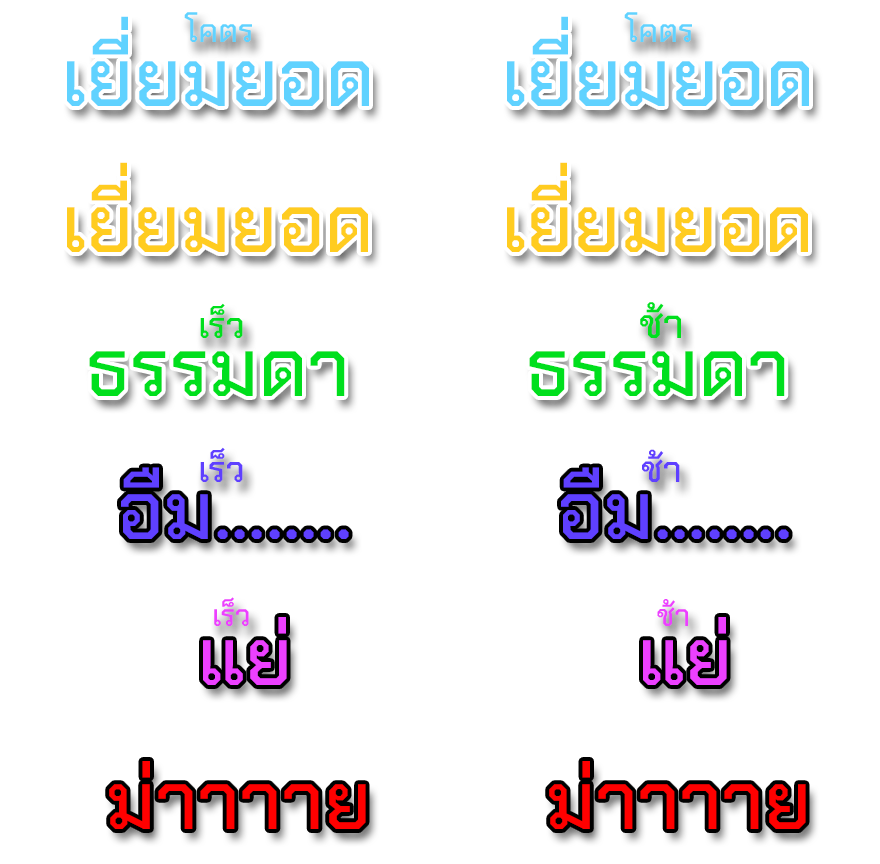 โคตร โคตร
เยี่ยมยอด เยี่ยมยอด
เยี่ยมยอด เยี่ยมยอด
เร็ว ช้า
ธรรมดา ธรรมดา
เร็ว ช้า
อืม........ อืม........
เร็ว ช้า
แย่ แย่
ม่าาาาย ม่าาาาย